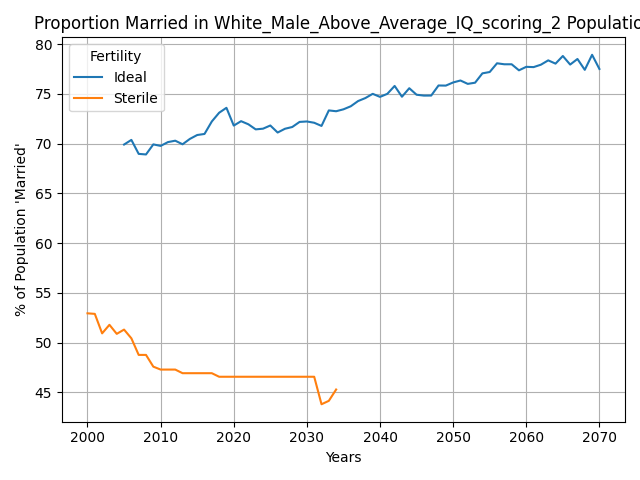 Proportion Married in White_Male_Above_Average_IQ_scoring_2 Populatio
Fertility
Ideal
Sterile
% of Population 'Married'
80
75
70
65
60
55
50
45
2000 2010 2020 2030 2040 2050 2060 2070
Years